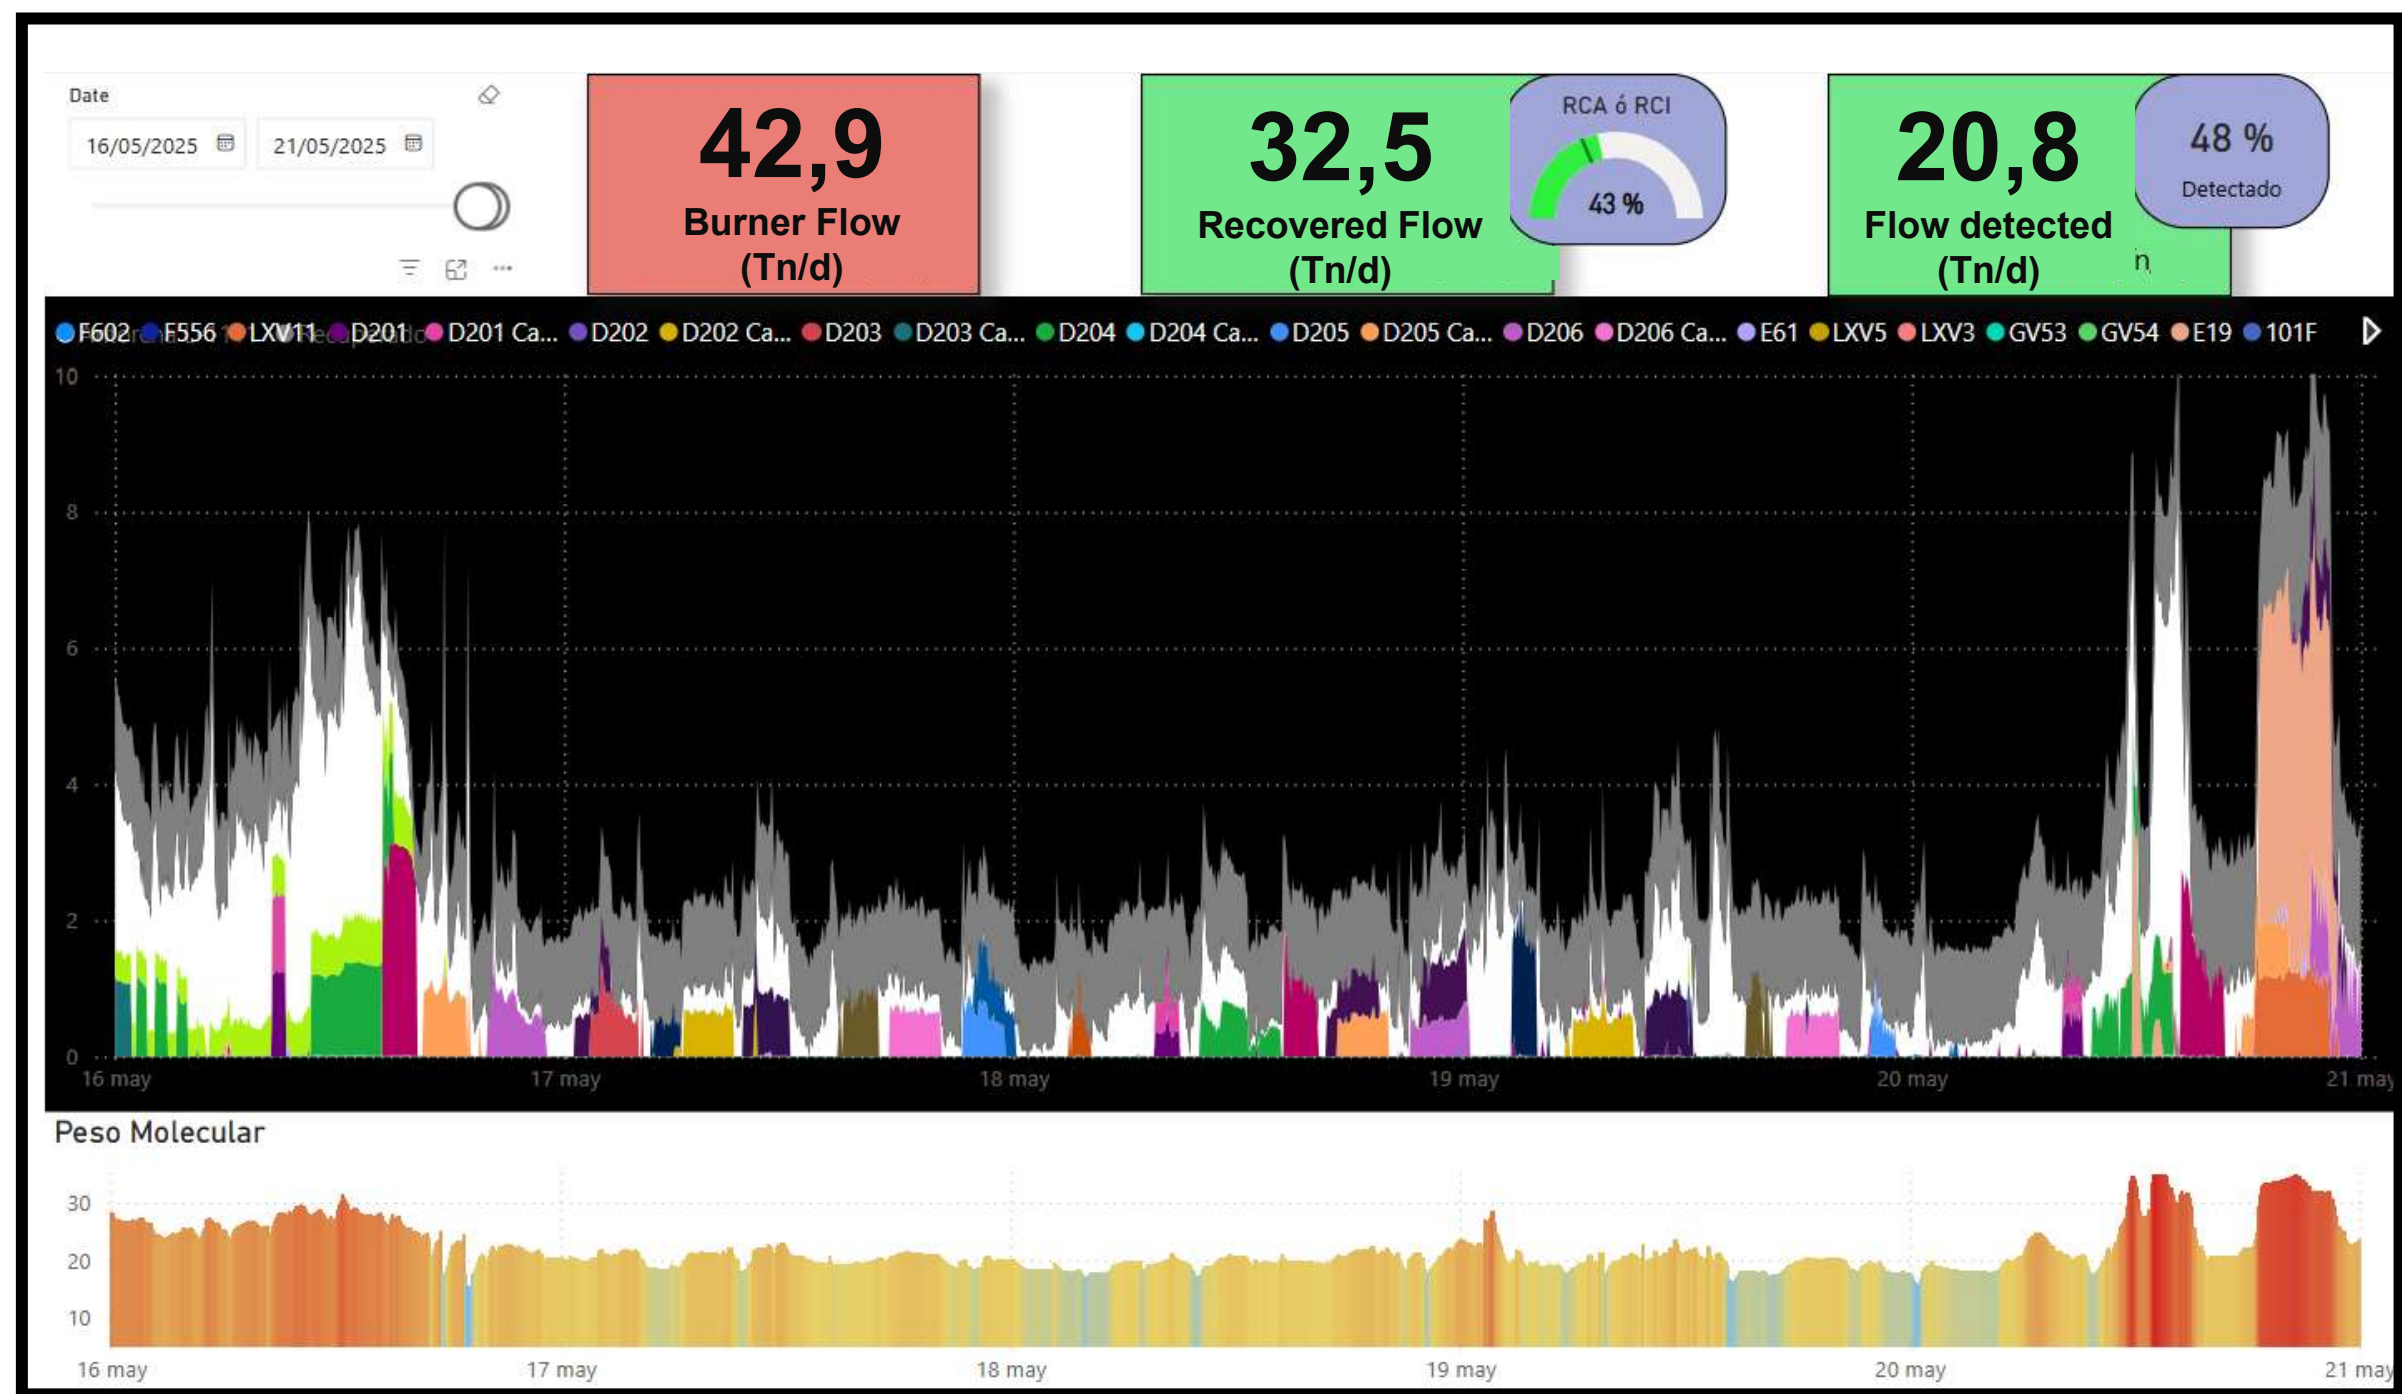 Date
16/05/2025 21/05/2025
42,9
Burner Flow
(Tn/d)
32,5
Recovered Flow
(Tn/d)
RCA ó RCI
43 %
20,8
Flow detected
(Tn/d)
n,
48 %
Detectado
F602 F556 LXV11 D201 D201 Ca... D202 D202 Ca... D203 D203 Ca... D204 D204 Ca... D205 D205 Ca... D206 D206 Ca... E61 LXV5 LXV3 GV53 GV54 E19 101F
10
8
6
4
2
0
16 may 17 may 18 may 19 may 20 may 21 may
Peso Molecular
30
20
10
16 may 17 may 18 may 19 may 20 may 21 may